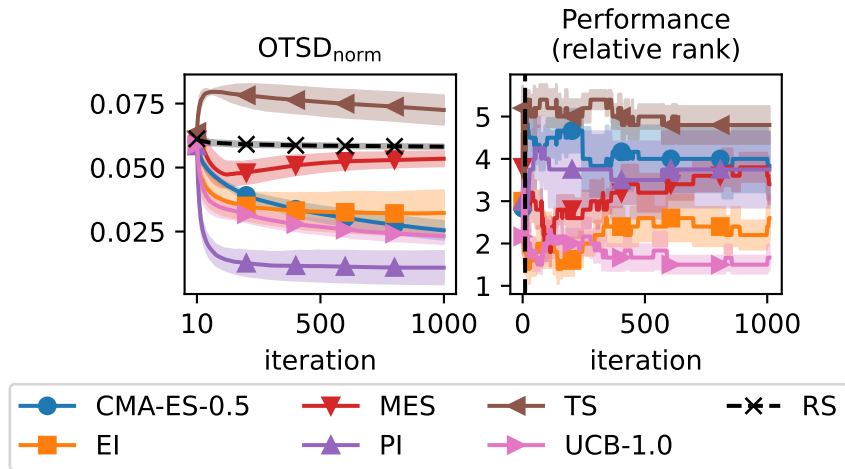 OTSD_norm
Performance
(relative rank)
0.075
0.050
0.025
10 500 1000
iteration
5
4
3
2
1
0 500 1000
iteration
CMA-ES-0.5 MES TS RS
EI PI UCB-1.0